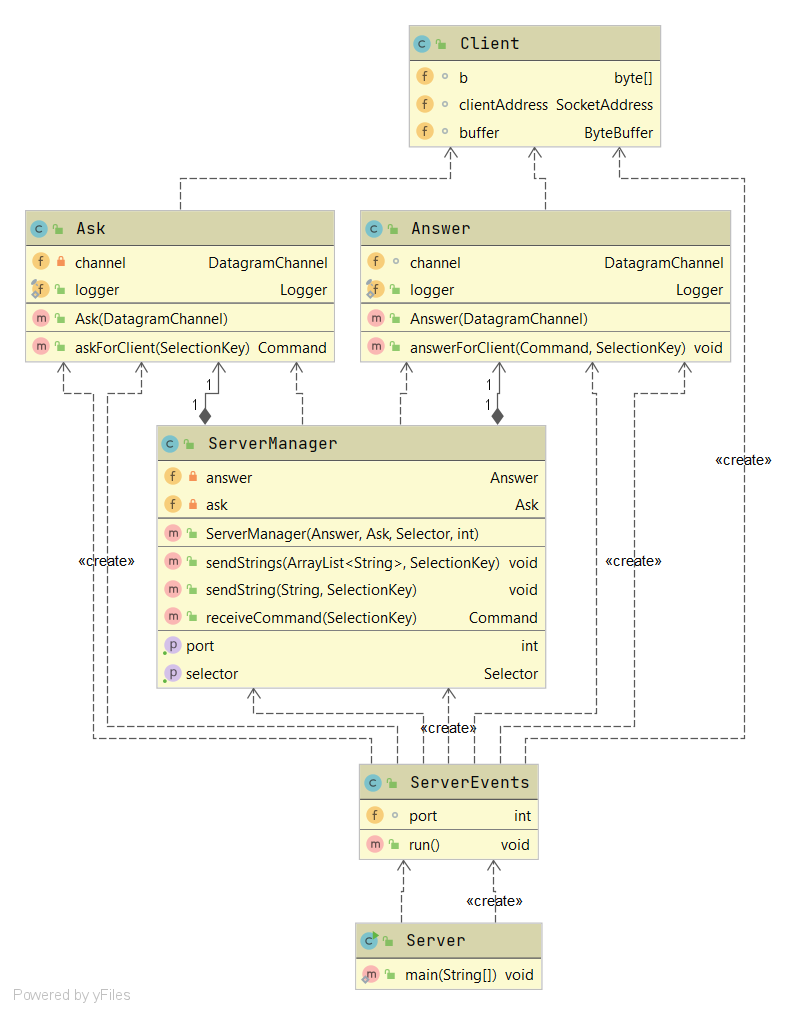 Client
b byte[]
clientAddress SocketAddress
buffer ByteBuffer
Ask
channel DatagramChannel
logger Logger
Ask(DatagramChannel)
askForClient(SelectionKey) Command
Answer
channel DatagramChannel
logger Logger
Answer(DatagramChannel)
answerForClient(Command, SelectionKey) void
1
1
1
1
ServerManager
answer Answer
ask Ask
ServerManager(Answer, Ask, Selector, int)
sendStrings(ArrayList<String>, SelectionKey) void
sendString(String, SelectionKey) void
receiveCommand(SelectionKey) Command
port int
selector Selector
«create»
«create»
«create»
«create»
ServerEvents
port int
run() void
«create»
Server
main(String[]) void
Powered by yFiles